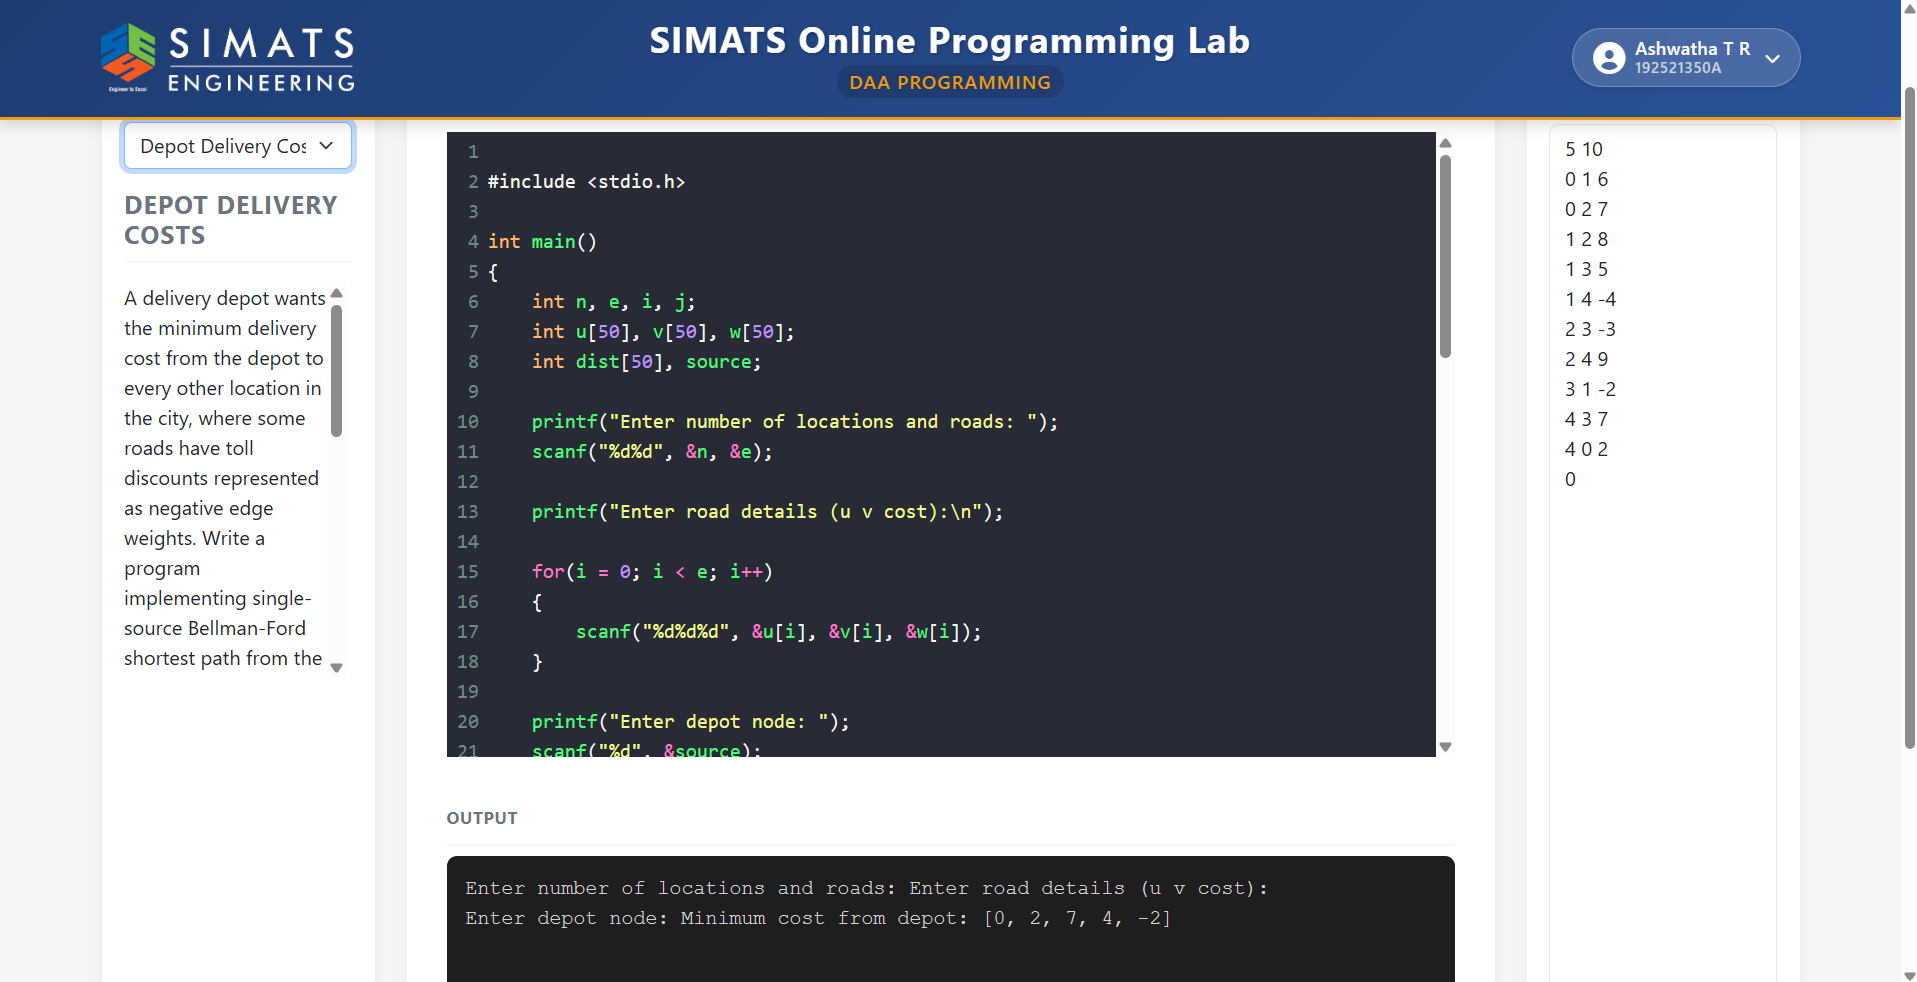 SIMATS
ENGINEERING
Engineer to Excel
SIMATS Online Programming Lab
DAA PROGRAMMING
Ashwatha T R
192521350A
Depot Delivery Cos
DEPOT DELIVERY
COSTS
A delivery depot wants
the minimum delivery
cost from the depot to
every other location in
the city, where some
roads have toll
discounts represented
as negative edge
weights. Write a
program
implementing single-
source Bellman-Ford
shortest path from the
1
2 #include <stdio.h>
3
4 int main()
5 {
6 int n, e, i, j;
7 int u[50], v[50], w[50];
8 int dist[50], source;
9
10 printf("Enter number of locations and roads: ");
11 scanf("%d%d", &n, &e);
12
13 printf("Enter road details (u v cost):\n");
14
15 for(i = 0; i < e; i++)
16 {
17 scanf("%d%d%d", &u[i], &v[i], &w[i]);
18 }
19
20 printf("Enter depot node: ");
21 scanf("%d", &source);
OUTPUT
Enter number of locations and roads: Enter road details (u v cost):
Enter depot node: Minimum cost from depot: [0, 2, 7, 4, -2]
5 10
0 1 6
0 2 7
1 2 8
1 3 5
1 4 -4
2 3 -3
2 4 9
3 1 -2
4 3 7
4 0 2
0